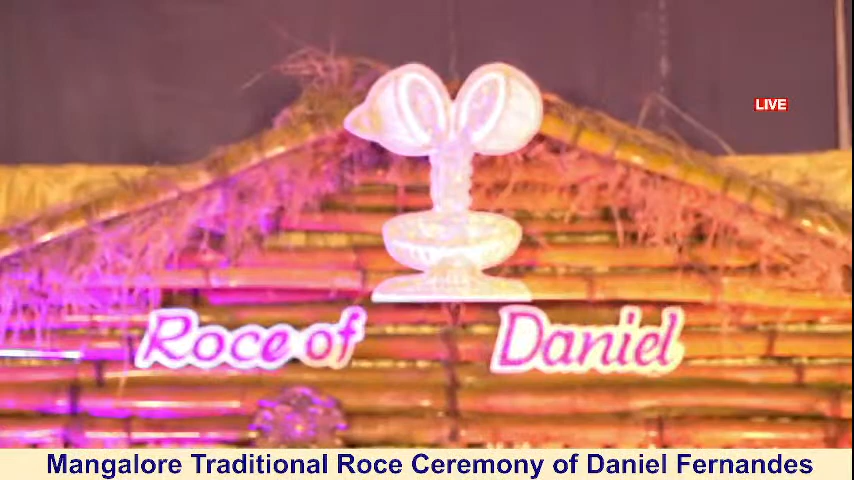 LIVE
Roce of Daniel
Mangalore Traditional Roce Ceremony of Daniel Fernandes